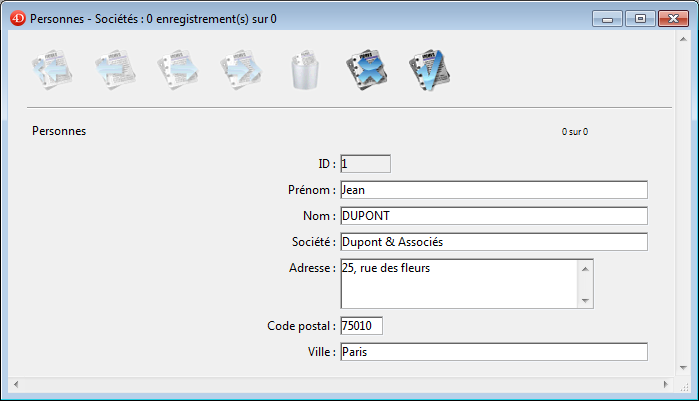 4D Personnes - Sociétés : 0 enregistrement(s) sur 0
Personnes 0 sur 0
ID : 1
Prénom : Jean
Nom : DUPONT
Société : Dupont & Associés
Adresse : 25, rue des fleurs
Code postal : 75010
Ville : Paris